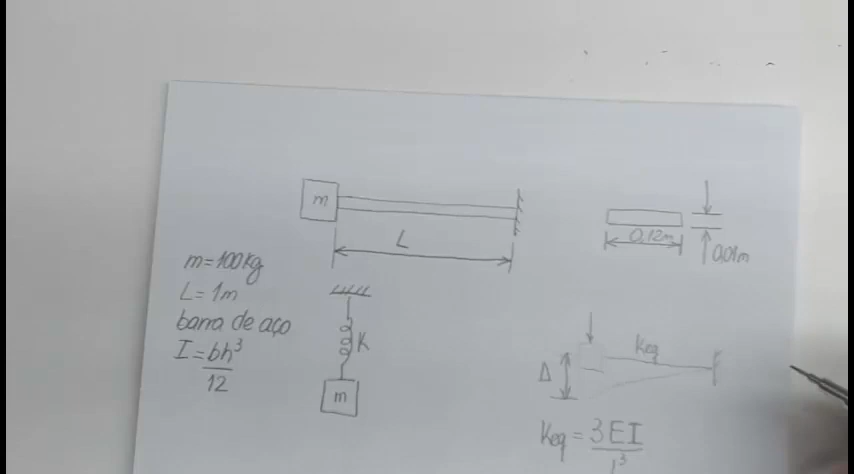 m
L
0,12m
0,01m
m=100kg
L=1m
barra de aço
I=bh³
12
K
m
Keq
Δ
Keq = 3EI
L³